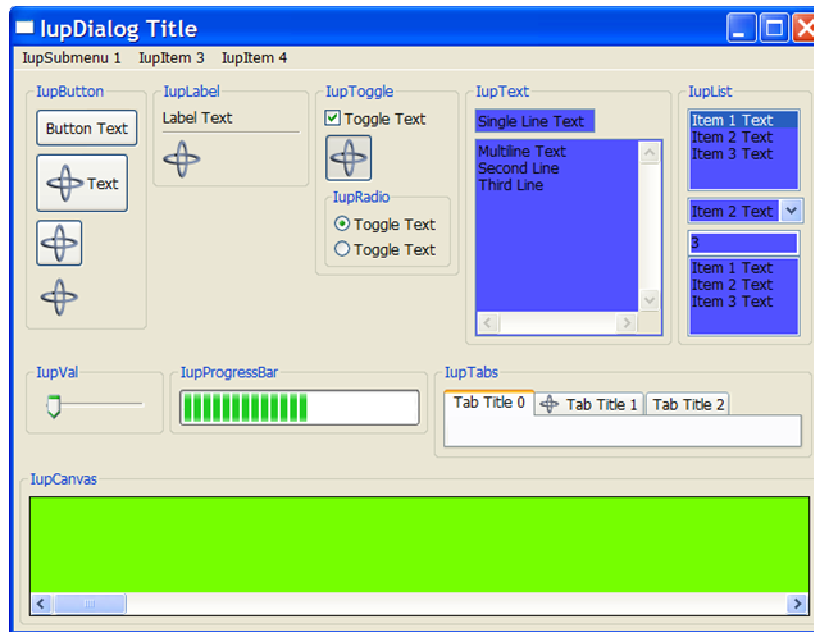 IupDialog Title
IupSubmenu 1 IupItem 3 IupItem 4
IupButton
Button Text
Text
IupLabel
Label Text
IupToggle
Toggle Text
IupRadio
Toggle Text
Toggle Text
IupText
Single Line Text
Multiline Text
Second Line
Third Line
IupList
Item 1 Text
Item 2 Text
Item 3 Text
Item 2 Text
3
Item 1 Text
Item 2 Text
Item 3 Text
IupVal
IupProgressBar
IupTabs
Tab Title 0 Tab Title 1 Tab Title 2
IupCanvas